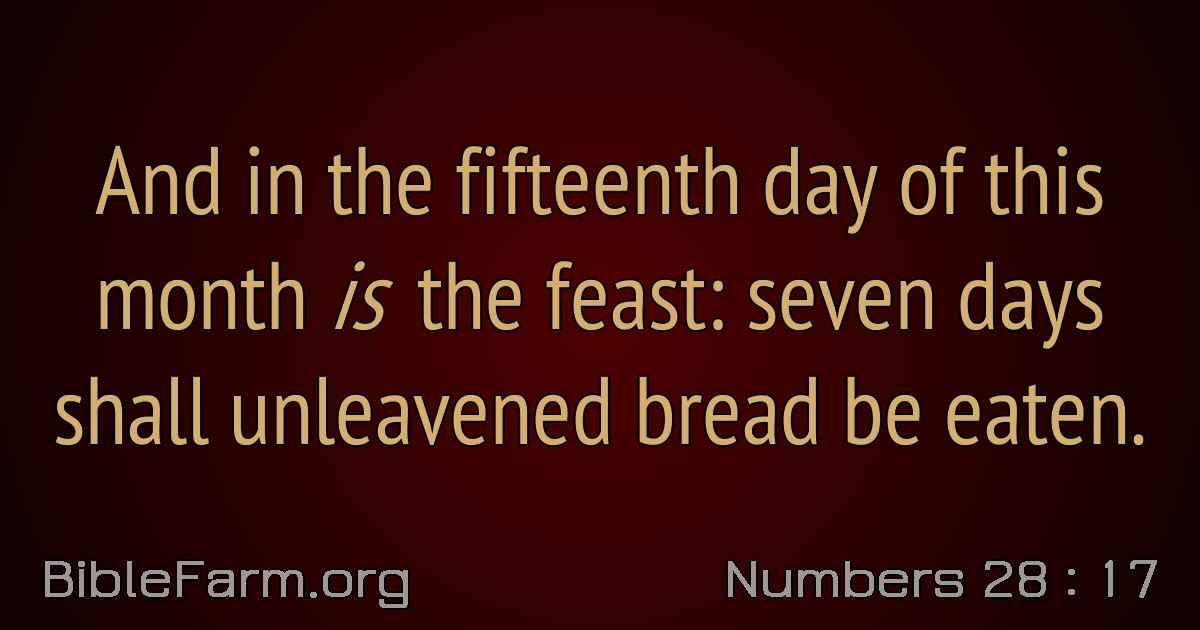 And in the fifteenth day of this
month is the feast: seven days
shall unleavened bread be eaten.
BibleFarm.org
Numbers 28 : 17